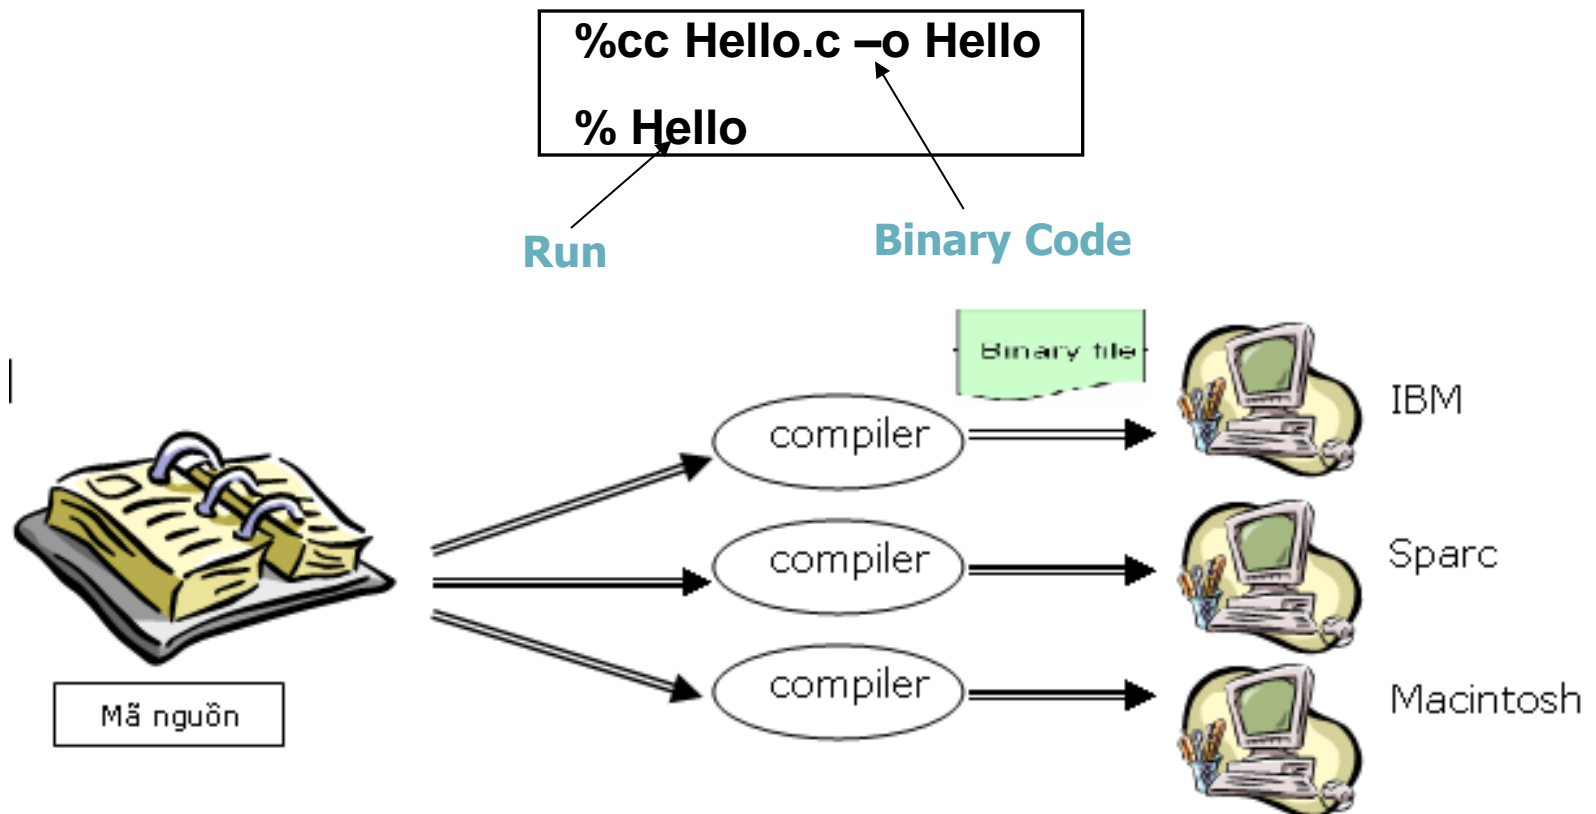 %cc Hello.c –o Hello
% Hello
Run
Binary Code
Binary file
IBM
compiler
compiler
Sparc
compiler
Macintosh
Mã nguồn